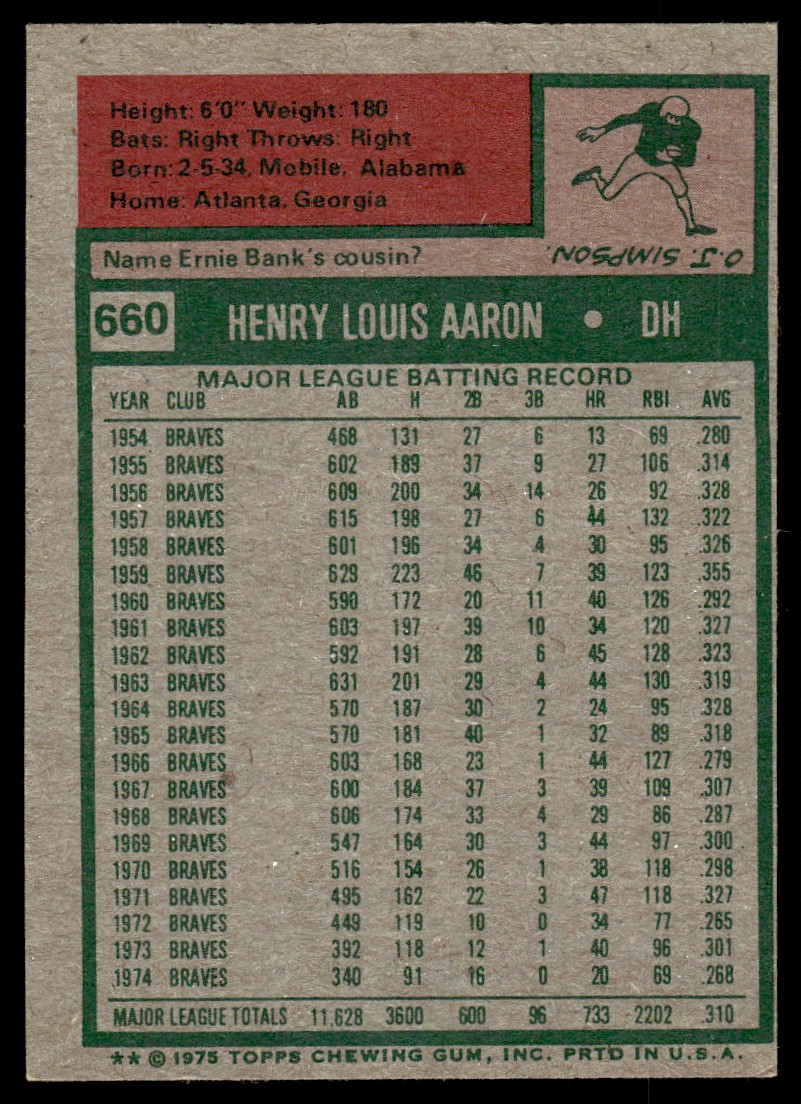 Height: 6'0" Weight: 180
Bats: Right Throws: Right
Born: 2-5-34, Mobile, Alabama
Home: Atlanta, Georgia
Name Ernie Bank's cousin?
O.J. SIMPSON.
660 HENRY LOUIS AARON • DH
MAJOR LEAGUE BATTING RECORD
YEAR CLUB AB H 2B 3B HR RBI AVG
1954 BRAVES 468 131 27 6 13 69 .280
1955 BRAVES 602 189 37 9 27 106 .314
1956 BRAVES 609 200 34 14 26 92 .328
1957 BRAVES 615 198 27 6 44 132 .322
1958 BRAVES 601 196 34 4 30 95 .326
1959 BRAVES 629 223 46 7 39 123 .355
1960 BRAVES 590 172 20 11 40 126 .292
1961 BRAVES 603 197 39 10 34 120 .327
1962 BRAVES 592 191 28 6 45 128 .323
1963 BRAVES 631 201 29 4 44 130 .319
1964 BRAVES 570 187 30 2 24 95 .328
1965 BRAVES 570 181 40 1 32 89 .318
1966 BRAVES 603 168 23 1 44 127 .279
1967 BRAVES 600 184 37 3 39 109 .307
1968 BRAVES 606 174 33 4 29 86 .287
1969 BRAVES 547 164 30 3 44 97 .300
1970 BRAVES 516 154 26 1 38 118 .298
1971 BRAVES 495 162 22 3 47 118 .327
1972 BRAVES 449 119 10 0 34 77 .265
1973 BRAVES 392 118 12 1 40 96 .301
1974 BRAVES 340 91 16 0 20 69 .268
MAJOR LEAGUE TOTALS 11,628 3600 600 96 733 2202 .310
** © 1975 TOPPS CHEWING GUM, INC. PRTD IN U.S.A.